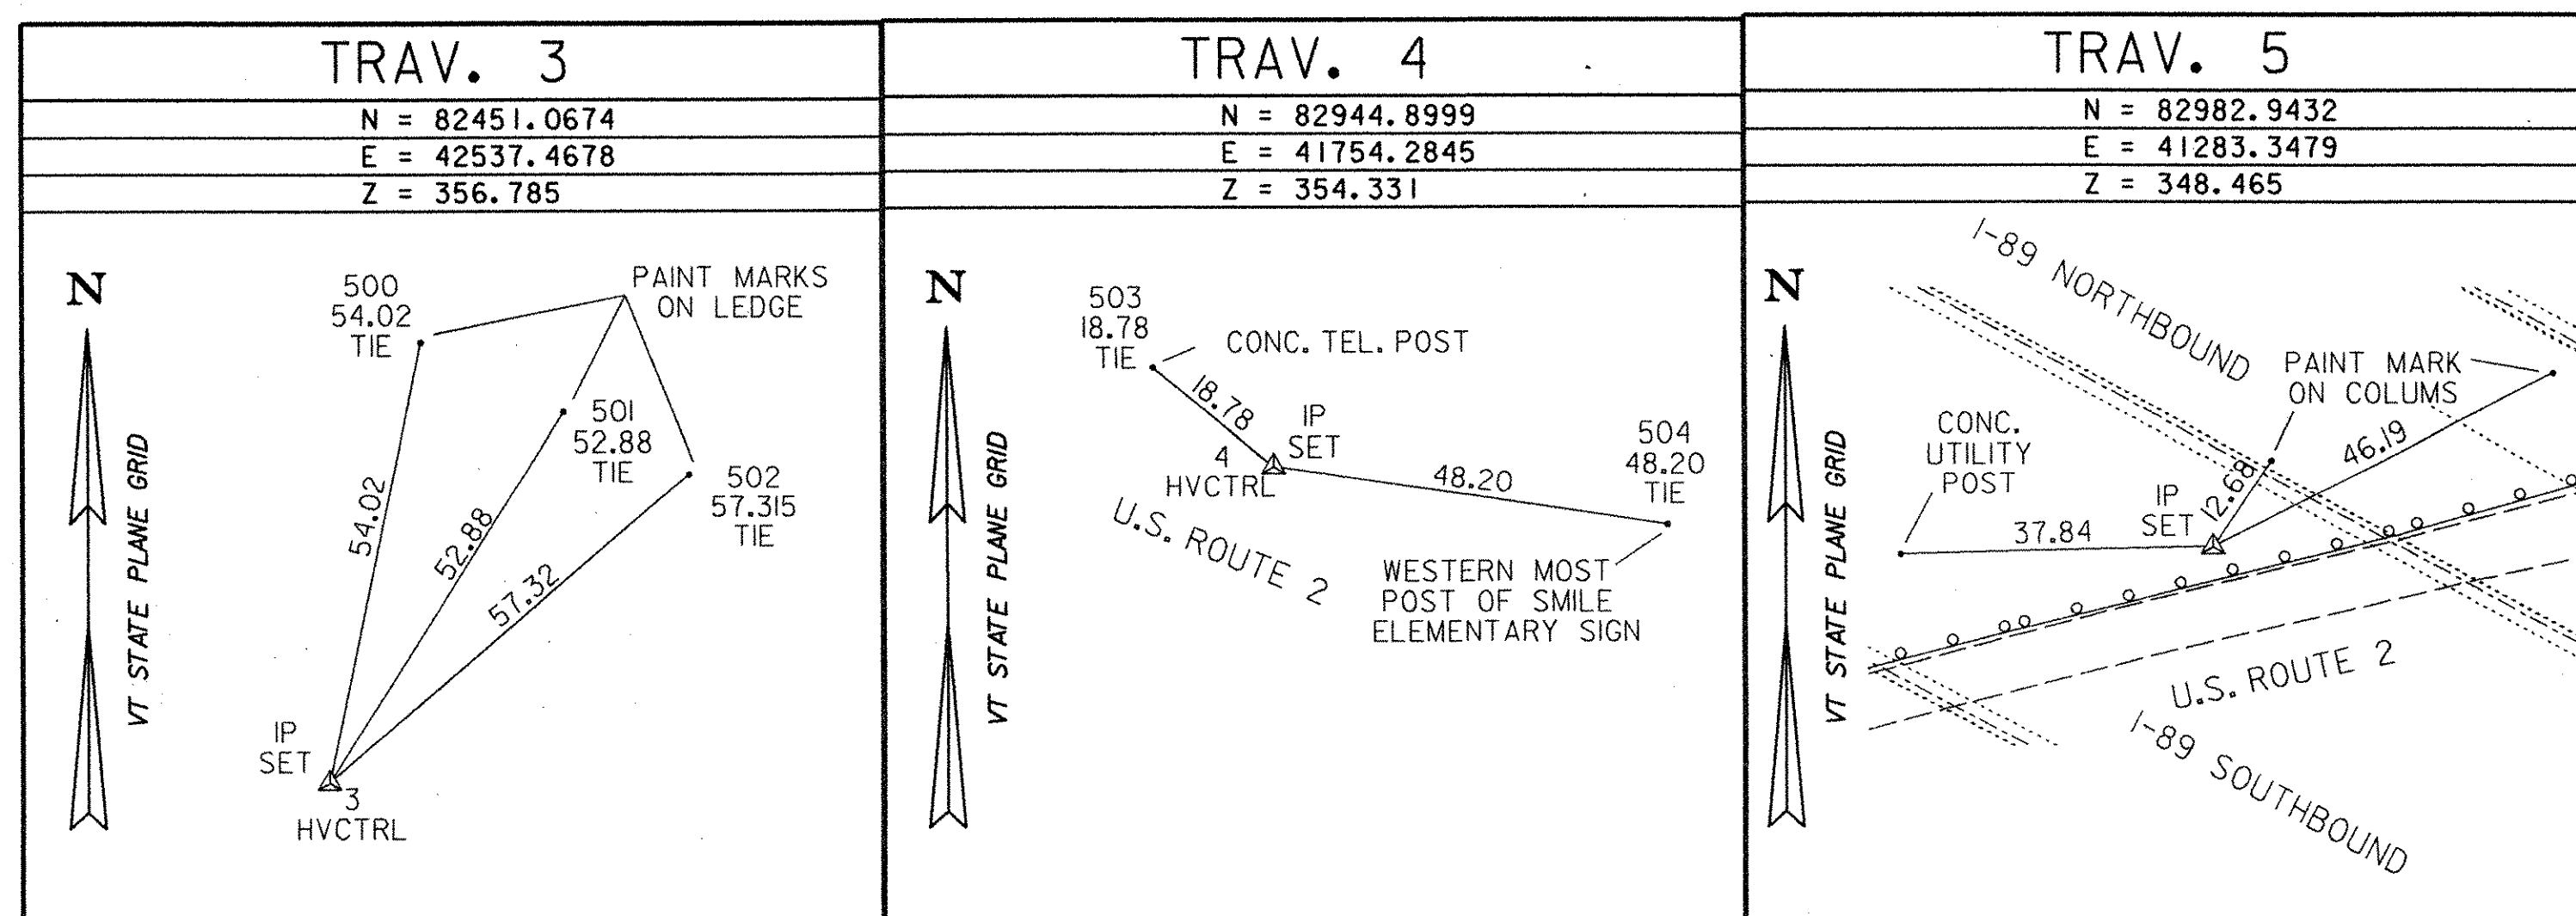 TRAV. 3
N = 82451.0674
E = 42537.4678
Z = 356.785
N
VT STATE PLANE GRID
500
54.02
TIE
PAINT MARKS
ON LEDGE
501
52.88
TIE
502
57.315
TIE
54.02
52.88
57.32
IP
SET
3
HVCTRL
TRAV. 4
N = 82944.8999
E = 41754.2845
Z = 354.331
N
VT STATE PLANE GRID
503
18.78
TIE
CONC. TEL. POST
18.78
IP
SET
4
HVCTRL
48.20
504
48.20
TIE
U.S. ROUTE 2
WESTERN MOST
POST OF SMILE
ELEMENTARY SIGN
TRAV. 5
N = 82982.9432
E = 41283.3479
Z = 348.465
N
VT STATE PLANE GRID
I-89 NORTHBOUND
PAINT MARK
ON COLUMS
CONC.
UTILITY
POST
IP
SET
37.84
12.68
46.19
U.S. ROUTE 2
I-89 SOUTHBOUND